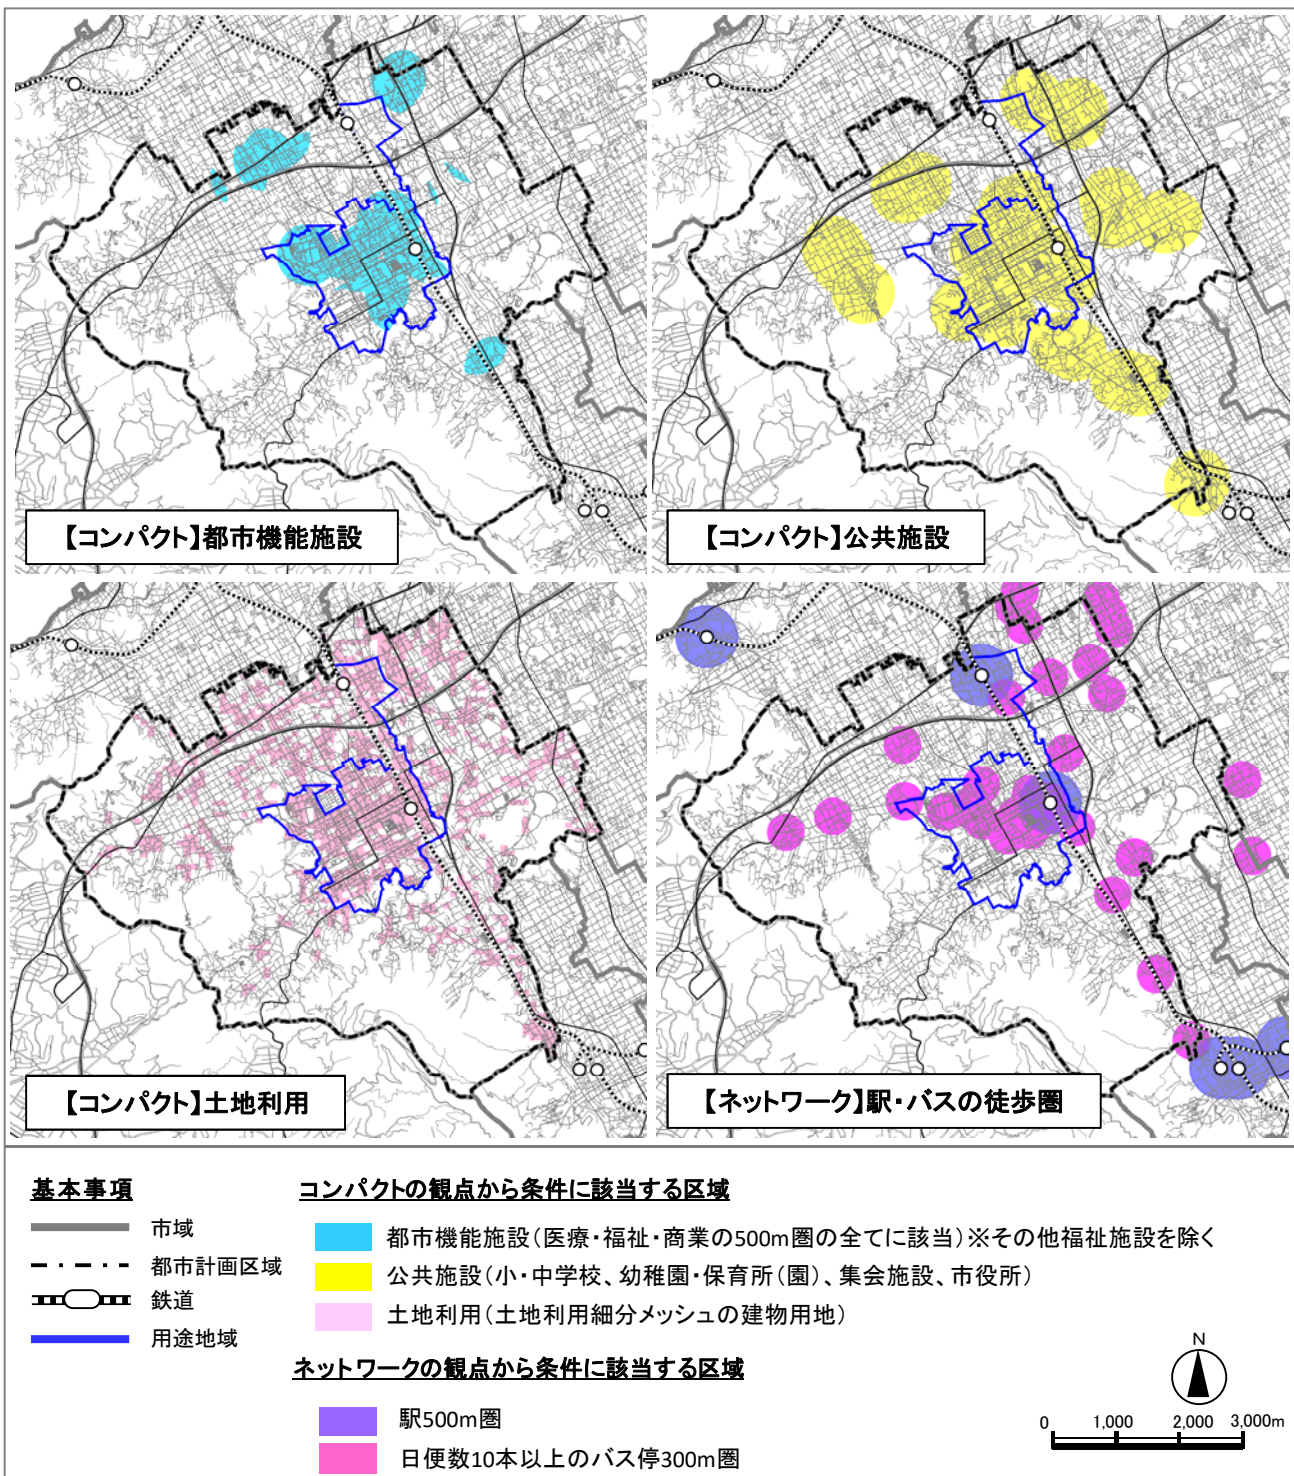 【コンパクト】都市機能施設
【コンパクト】公共施設
【コンパクト】土地利用
【ネットワーク】駅・バスの徒歩圏
基本事項
市域
都市計画区域
鉄道
用途地域
コンパクトの観点から条件に該当する区域
都市機能施設(医療・福祉・商業の500m圏の全てに該当)※その他福祉施設を除く
公共施設(小・中学校、幼稚園・保育所(園)、集会施設、市役所)
土地利用(土地利用細分メッシュの建物用地)
ネットワークの観点から条件に該当する区域
駅500m圏
日便数10本以上のバス停300m圏
N
0 1,000 2,000 3,000m